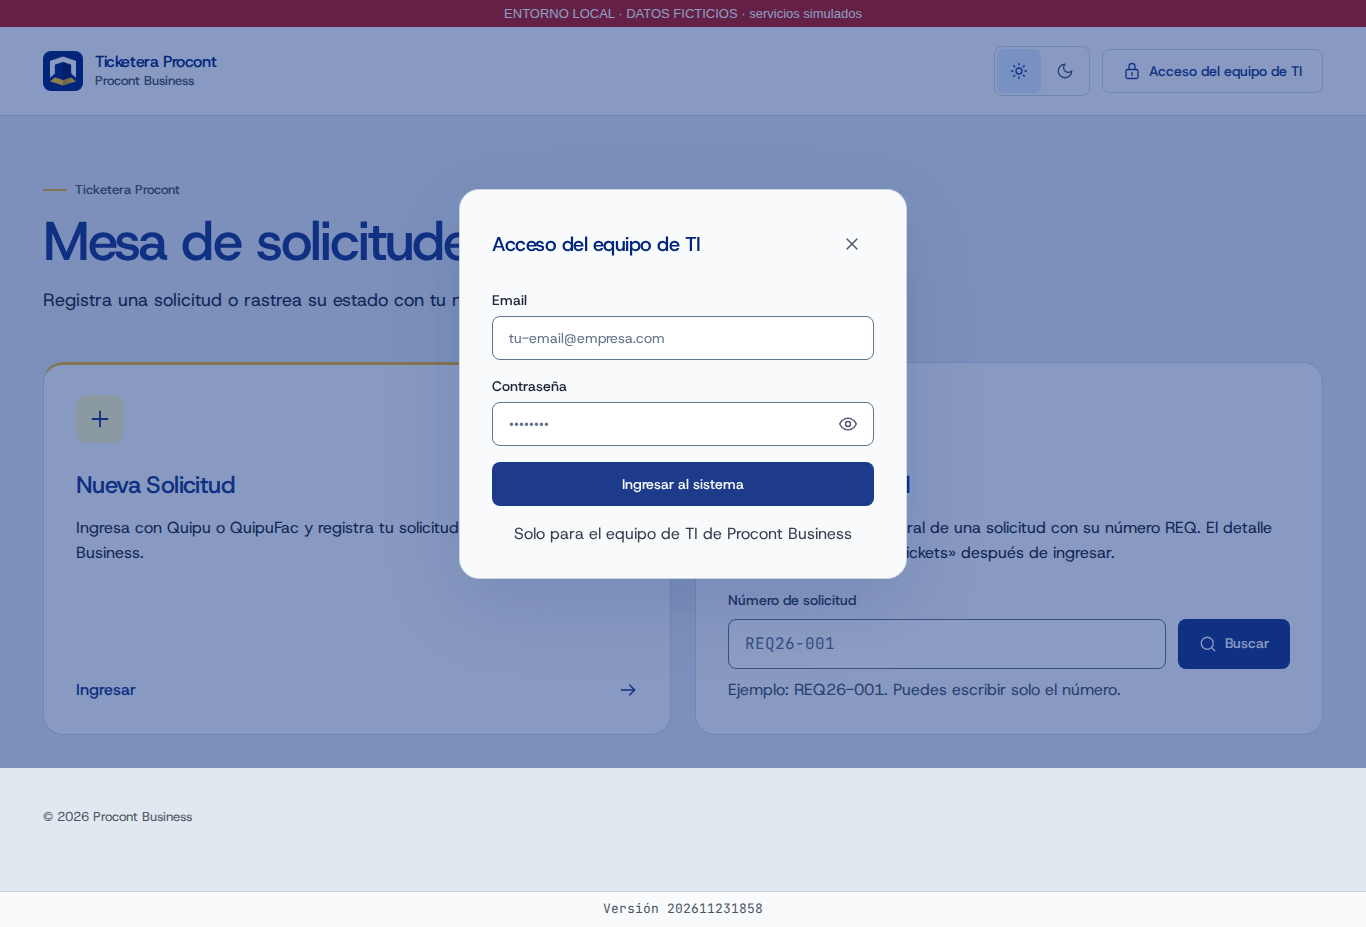 ENTORNO LOCAL · DATOS FICTICIOS · servicios simulados
Ticketera Procont
Procont Business
Acceso del equipo de TI
Ticketera Procont
Mesa de solicitude
Registra una solicitud o rastrea su estado con tu
Acceso del equipo de TI
Email
tu-email@empresa.com
Contraseña
••••••••
Ingresar al sistema
Solo para el equipo de TI de Procont Business
Nueva Solicitud
Ingresa con Quipu o QuipuFac y registra tu solicitud
Business.
Ingresar
de una solicitud con su número REQ. El detalle
después de ingresar.
Número de solicitud
REQ26-001
Buscar
Ejemplo: REQ26-001. Puedes escribir solo el número.
© 2026 Procont Business
Versión 202611231858